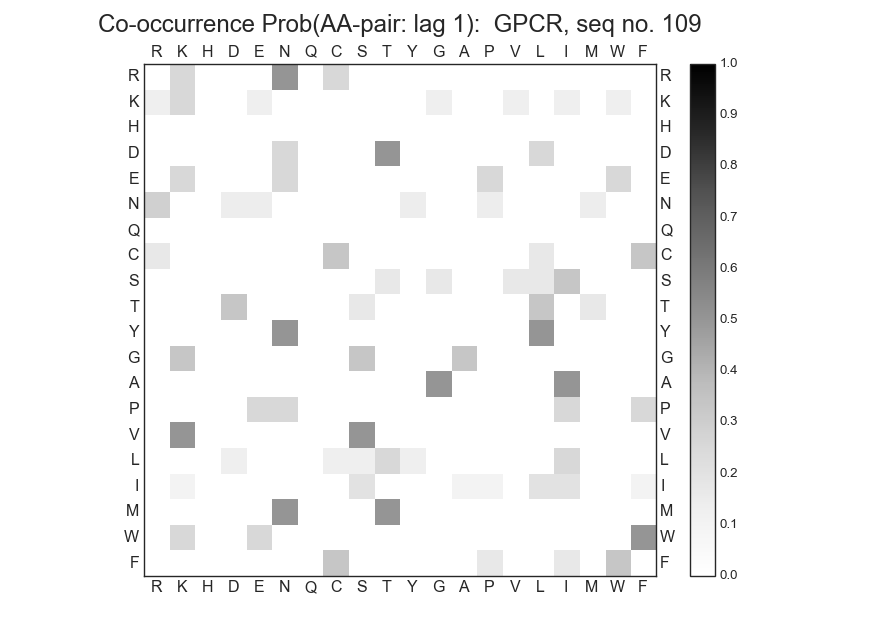 Co-occurrence Prob(AA-pair: lag 1):  GPCR, seq no. 109
R K H D E N Q C S T Y G A P V L I M W F
R R 1.0
K K 0.9
H H
D D 0.8
E E
N N 0.7
Q Q
C C 0.6
S S
T T 0.5
Y Y
G G 0.4
A A
P P 0.3
V V
L L 0.2
I I
M M 0.1
W W
F F 0.0
R K H D E N Q C S T Y G A P V L I M W F